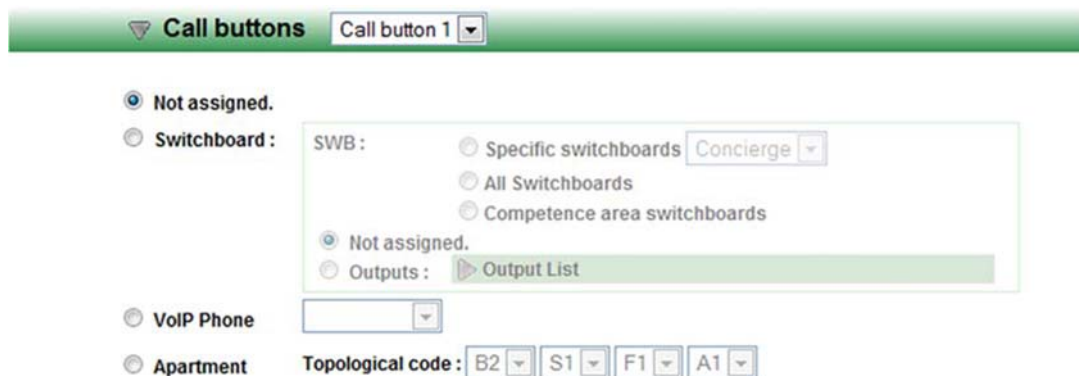 Call buttons Call button 1
Not assigned.
Switchboard :
SWB : Specific switchboards Concierge
All Switchboards
Competence area switchboards
Not assigned.
Outputs : Output List
VoIP Phone
Apartment Topological code : B2 S1 F1 A1